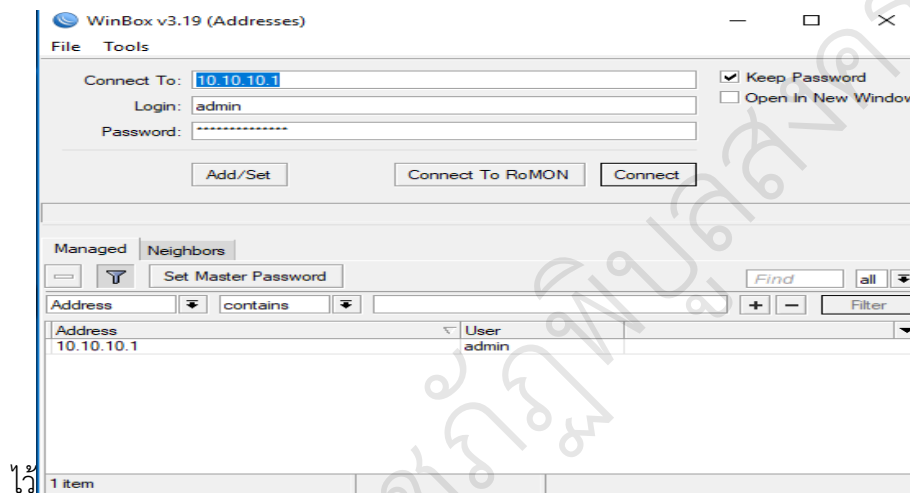 WinBox v3.19 (Addresses)
File Tools
Connect To: 10.10.10.1
Keep Password
Login: admin
Open In New Window
Password: **************
Add/Set Connect To RoMON Connect
Managed Neighbors
Set Master Password Find all
Address contains + − Filter
Address User
10.10.10.1 admin
ไว้
1 item